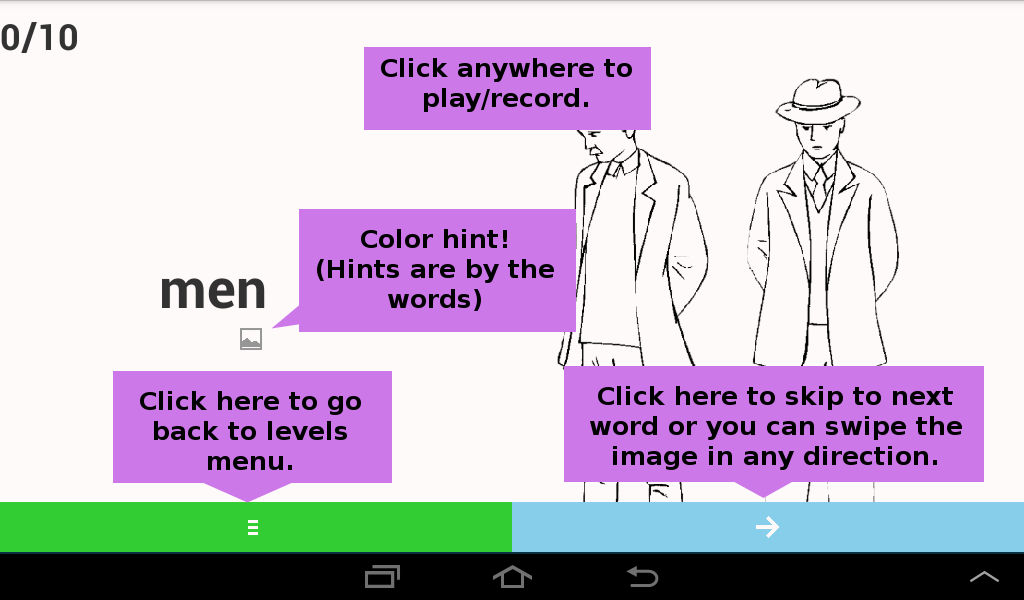 0/10
Click anywhere to
play/record.
Color hint!
(Hints are by the
words)
men
Click here to go
back to levels
menu.
Click here to skip to next
word or you can swipe the
image in any direction.